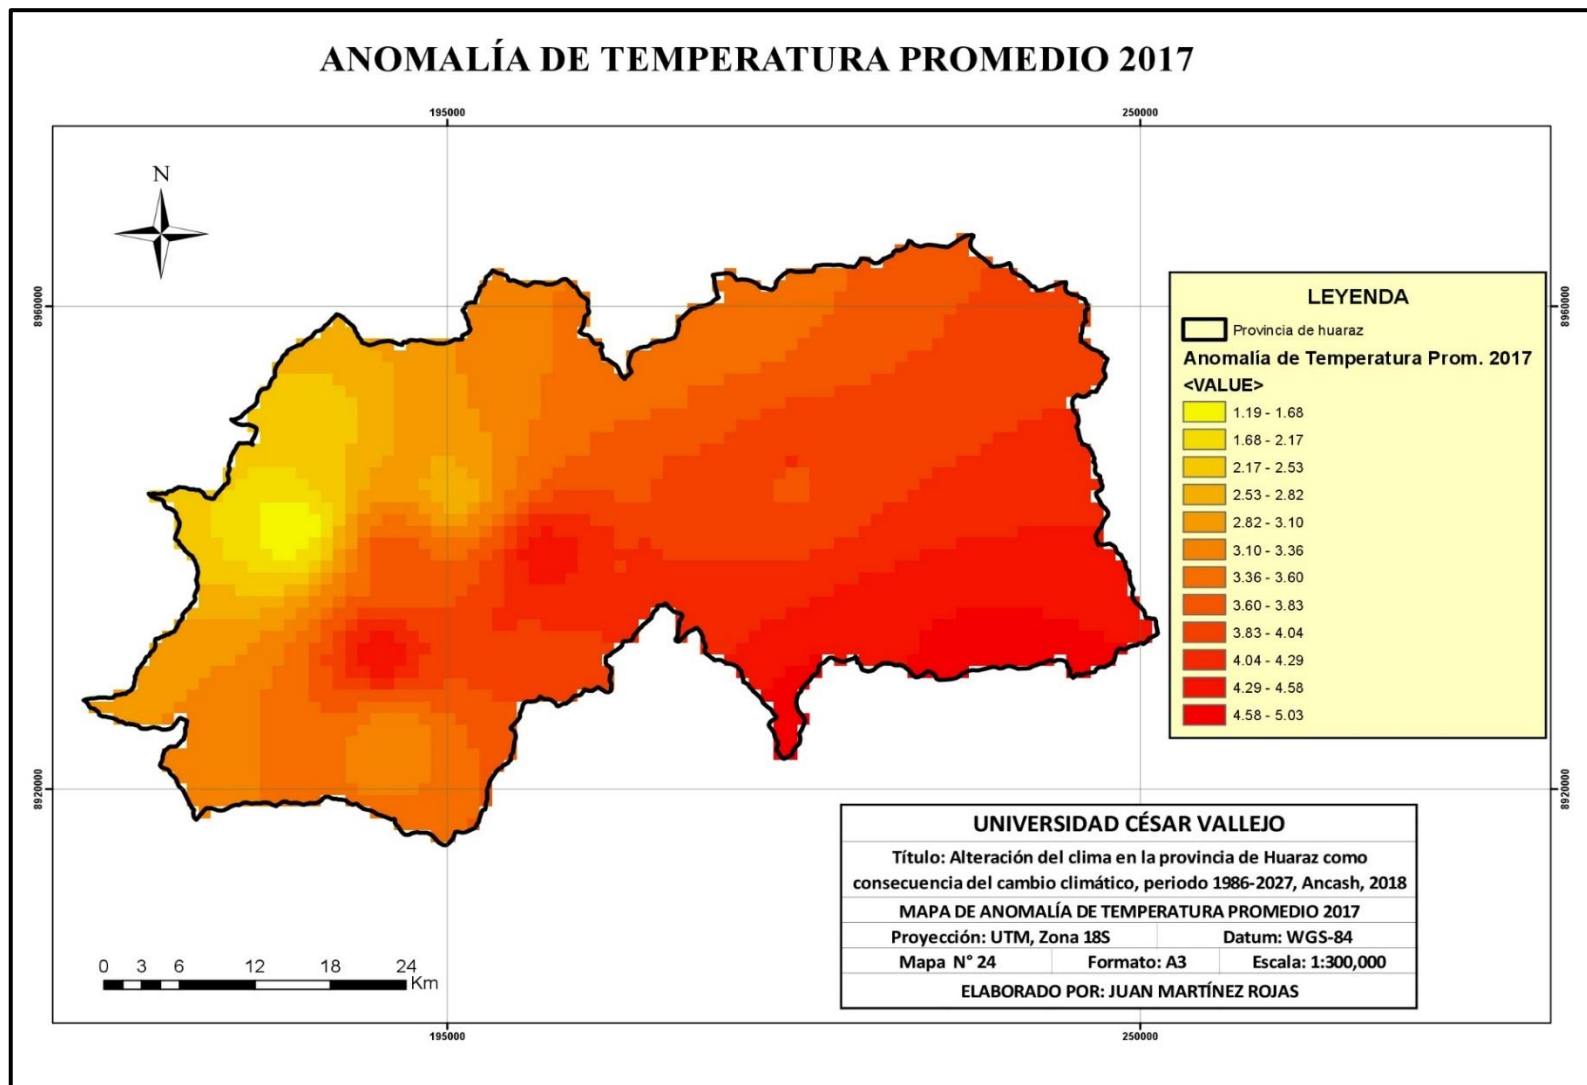 ANOMALÍA DE TEMPERATURA PROMEDIO 2017
195000
250000
N
8960000
8960000
LEYENDA
Provincia de huaraz
Anomalía de Temperatura Prom. 2017
<VALUE>
1.19 - 1.68
1.68 - 2.17
2.17 - 2.53
2.53 - 2.82
2.82 - 3.10
3.10 - 3.36
3.36 - 3.60
3.60 - 3.83
3.83 - 4.04
4.04 - 4.29
4.29 - 4.58
4.58 - 5.03
8920000
8920000
UNIVERSIDAD CÉSAR VALLEJO
Título: Alteración del clima en la provincia de Huaraz como
consecuencia del cambio climático, periodo 1986-2027, Ancash, 2018
MAPA DE ANOMALÍA DE TEMPERATURA PROMEDIO 2017
Proyección: UTM, Zona 18S Datum: WGS-84
Mapa N° 24 Formato: A3 Escala: 1:300,000
ELABORADO POR: JUAN MARTÍNEZ ROJAS
0 3 6 12 18 24
Km
195000
250000